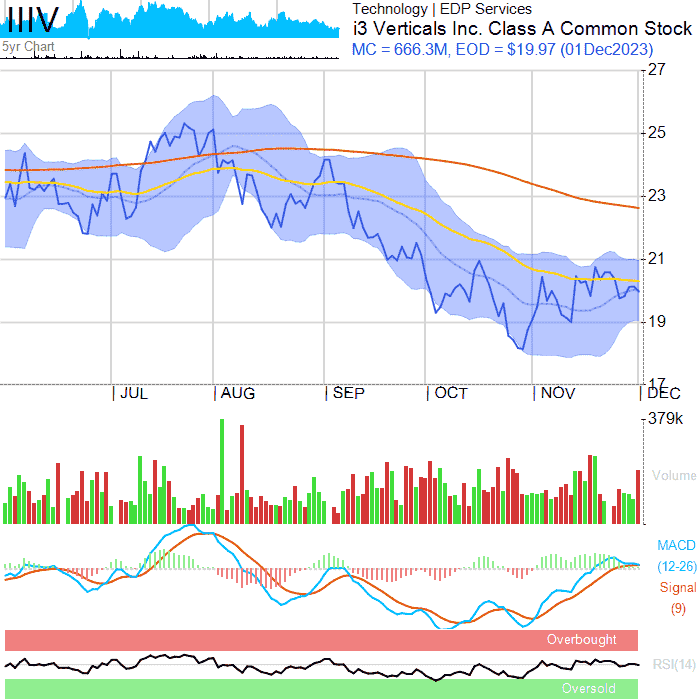 IIIV
Technology | EDP Services
i3 Verticals Inc. Class A Common Stock
5yr Chart
MC = 666.3M, EOD = $19.97 (01Dec2023)
27
25
23
21
19
17
JUL AUG SEP OCT NOV DEC
379k
Volume
MACD
(12-26)
Signal
(9)
Overbought
RSI(14)
Oversold